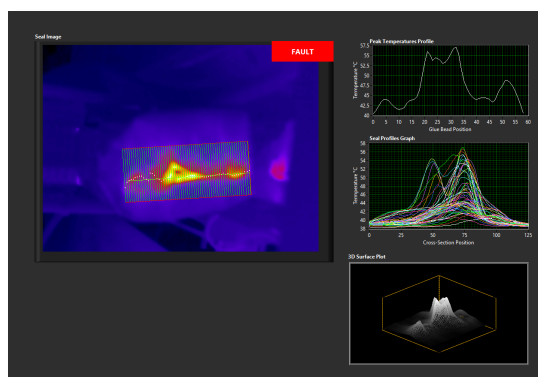 Seal Image
FAULT
Peak Temperatures Profile
Temperature °C
57.5
55
52.5
50
47.5
45
42.5
40
0 5 10 15 20 25 30 35 40 45 50 55 60
Glue Bead Position
Seal Profiles Graph
Temperature °C
58
56
54
52
50
48
46
44
42
40
38
0 25 50 75 100 125
Cross-Section Position
3D Surface Plot